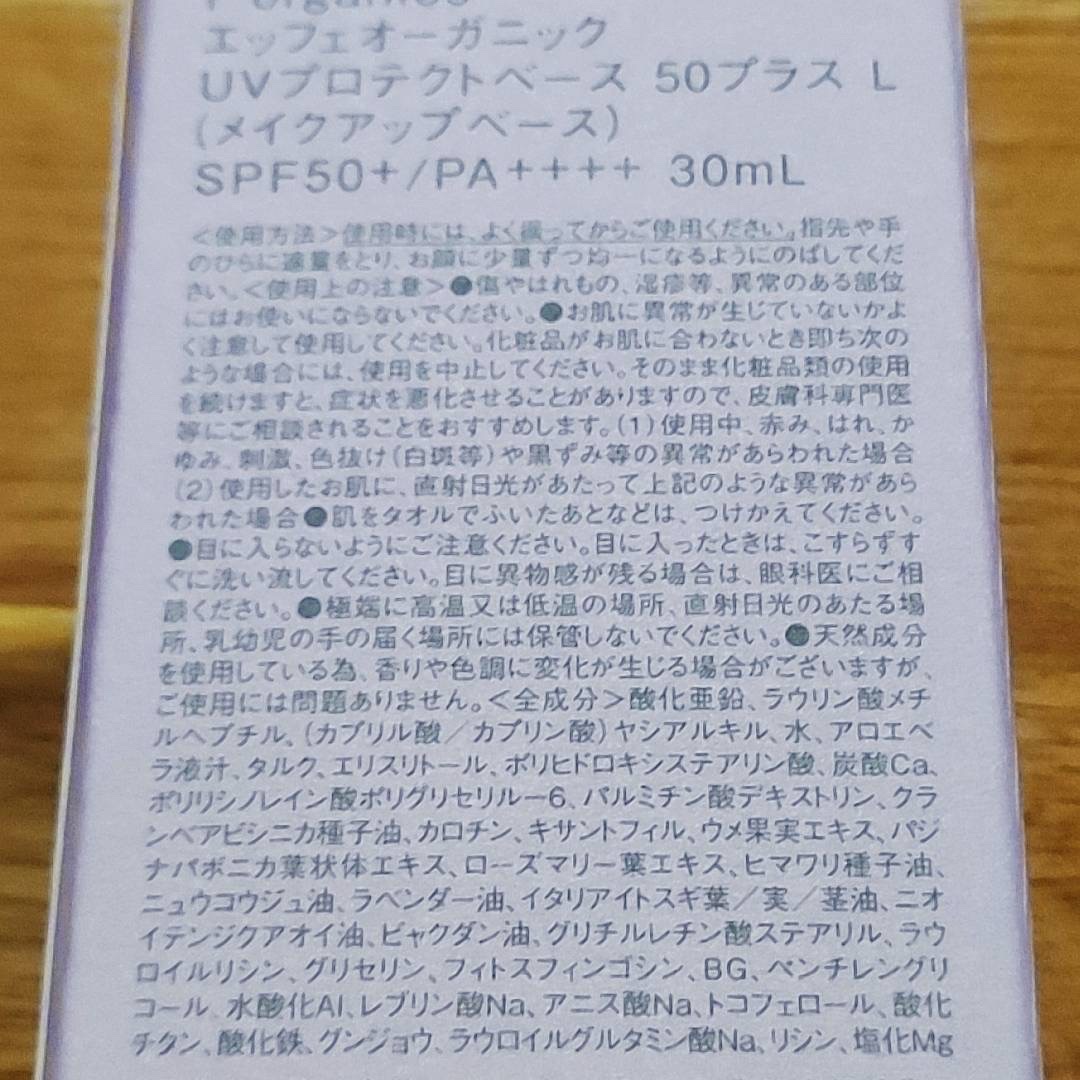 organics
エッフェオーガニック
UVプロテクトベース 50プラス L
(メイクアップベース)
SPF50+/PA++++ 30mL
<使用方法>使用時には、よく振ってからご使用ください。指先や手
のひらに適量をとり、お顔に少量ずつ均一になるようにのばしてくだ
さい。<使用上の注意>●傷やはれもの、湿疹等、異常のある部位
にはお使いにならないでください。●お肌に異常が生じていないかよ
く注意して使用してください。化粧品がお肌に合わないとき即ち次の
ような場合には、使用を中止してください。そのまま化粧品類の使用
を続けますと、症状を悪化させることがありますので、皮膚科専門医
等にご相談されることをおすすめします。(1)使用中、赤み、はれ、か
ゆみ、刺激、色抜け(白斑等)や黒ずみ等の異常があらわれた場合
(2)使用したお肌に、直射日光があたって上記のような異常があら
われた場合●肌をタオルでふいたあとなどは、つけかえてください。
●目に入らないようにご注意ください。目に入ったときは、こすらずす
ぐに洗い流してください。目に異物感が残る場合は、眼科医にご相
談ください。●極端に高温又は低温の場所、直射日光のあたる場
所、乳幼児の手の届く場所には保管しないでください。●天然成分
を使用している為、香りや色調に変化が生じる場合がございますが、
ご使用には問題ありません。<全成分>酸化亜鉛、ラウリン酸メチ
ルヘプチル、(カプリル酸/カプリン酸)ヤシアルキル、水、アロエベ
ラ液汁、タルク、エリスリトール、ポリヒドロキシステアリン酸、炭酸Ca、
ポリリシノレイン酸ポリグリセリル-6、パルミチン酸デキストリン、クラ
ンベアビシニカ種子油、カロチン、キサントフィル、ウメ果実エキス、パジ
ナパボニカ葉状体エキス、ローズマリー葉エキス、ヒマワリ種子油、
ニュウコウジュ油、ラベンダー油、イタリアイトスギ葉/実/茎油、ニオ
イテンジクアオイ油、ビャクダン油、グリチルレチン酸ステアリル、ラウ
ロイルリシン、グリセリン、フィトスフィンゴシン、BG、ペンチレングリ
コール、水酸化Al、レブリン酸Na、アニス酸Na、トコフェロール、酸化
チタン、酸化鉄、グンジョウ、ラウロイルグルタミン酸Na、リシン、塩化Mg